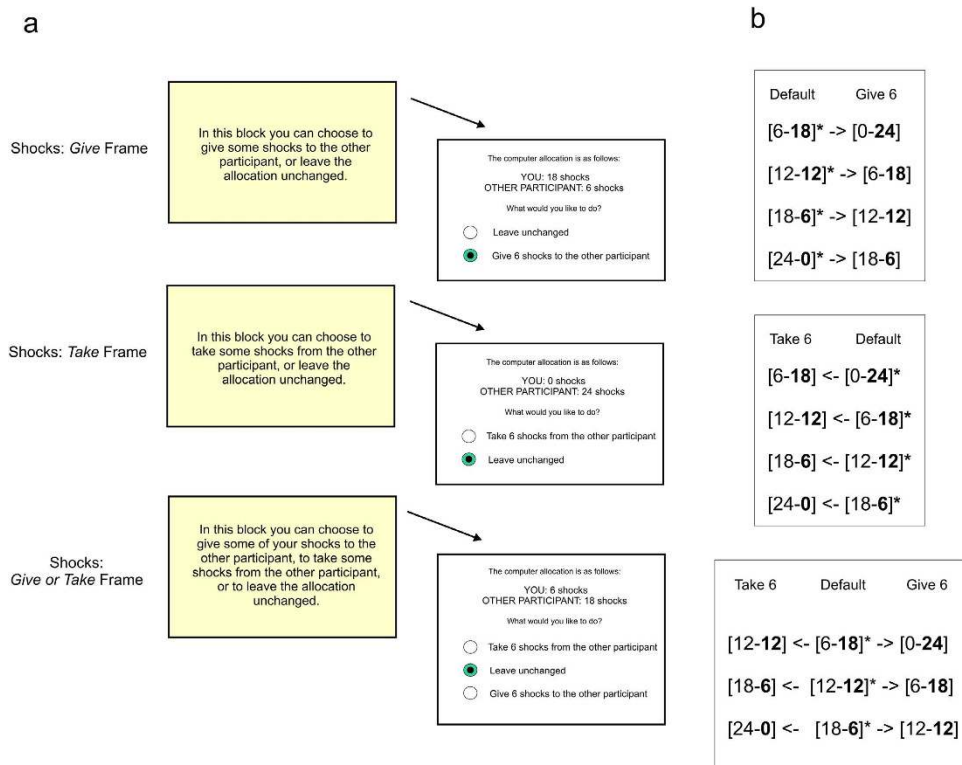 a
Shocks: Give Frame
In this block you can choose to
give some shocks to the other
participant, or leave the
allocation unchanged.
The computer allocation is as follows:
YOU: 18 shocks
OTHER PARTICIPANT: 6 shocks
What would you like to do?
Leave unchanged
Give 6 shocks to the other participant
Shocks: Take Frame
In this block you can choose to
take some shocks from the other
participant, or leave the
allocation unchanged.
The computer allocation is as follows:
YOU: 0 shocks
OTHER PARTICIPANT: 24 shocks
What would you like to do?
Take 6 shocks from the other participant
Leave unchanged
Shocks:
Give or Take Frame
In this block you can choose to
give some of your shocks to the
other participant, to take some
shocks from the other participant,
or to leave the allocation
unchanged.
The computer allocation is as follows:
YOU: 6 shocks
OTHER PARTICIPANT: 18 shocks
What would you like to do?
Take 6 shocks from the other participant
Leave unchanged
Give 6 shocks to the other participant
b
Default Give 6
[6-18]* -> [0-24]
[12-12]* -> [6-18]
[18-6]* -> [12-12]
[24-0]* -> [18-6]
Take 6 Default
[6-18] <- [0-24]*
[12-12] <- [6-18]*
[18-6] <- [12-12]*
[24-0] <- [18-6]*
Take 6 Default Give 6
[12-12] <- [6-18]* -> [0-24]
[18-6] <- [12-12]* -> [6-18]
[24-0] <- [18-6]* -> [12-12]